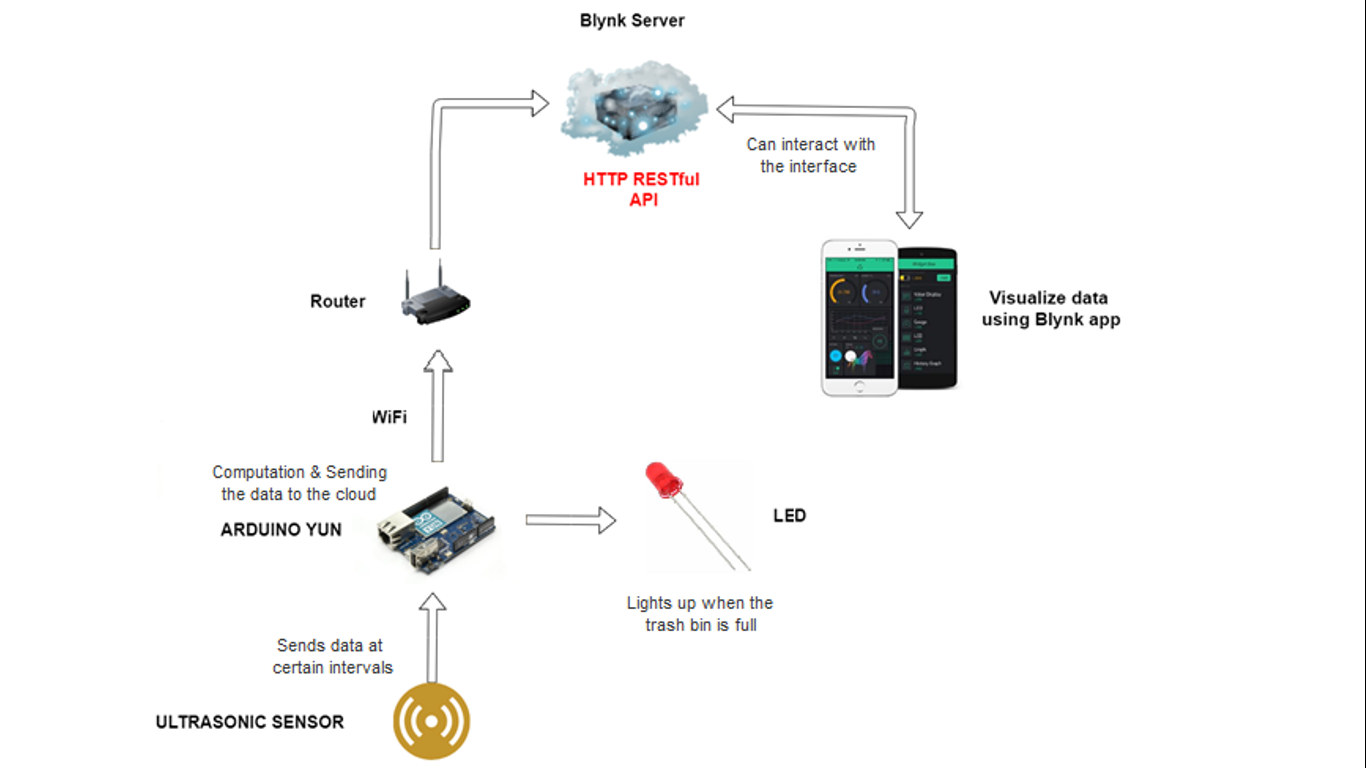 Blynk Server
HTTP RESTful
API
Can interact with
the interface
Router
Visualize data
using Blynk app
WiFi
Computation & Sending
the data to the cloud
ARDUINO YUN
LED
Lights up when the
trash bin is full
Sends data at
certain intervals
ULTRASONIC SENSOR